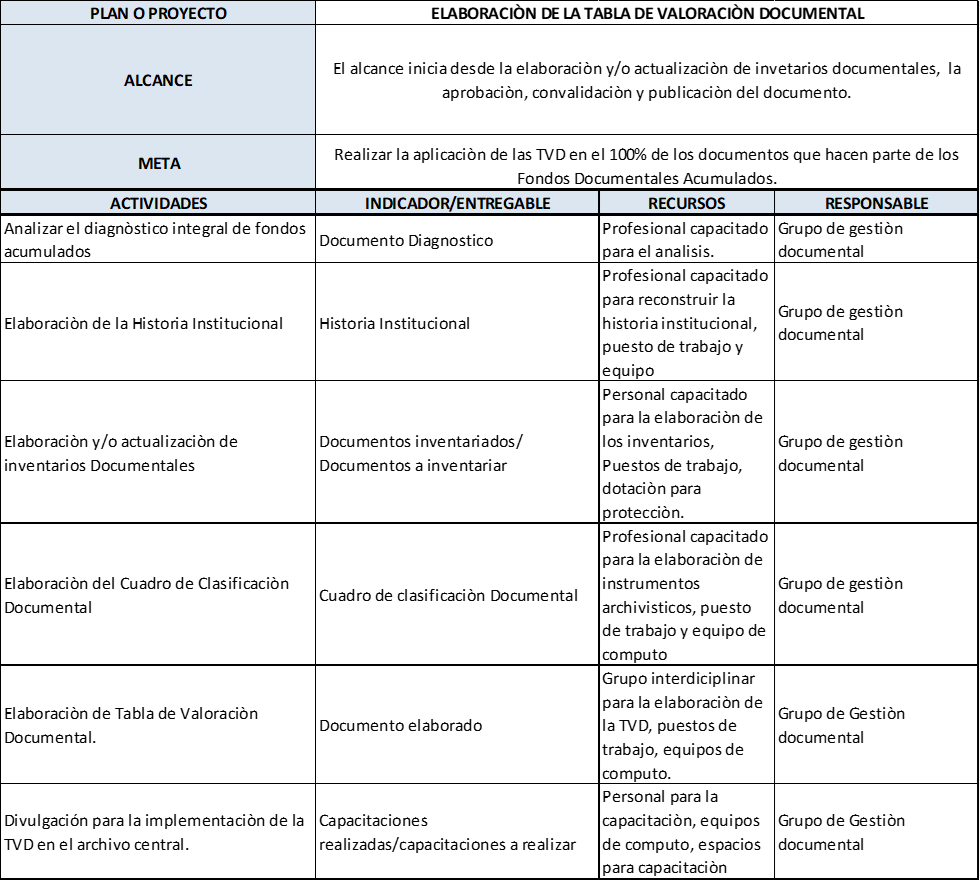 PLAN O PROYECTO
ELABORACIÒN DE LA TABLA DE VALORACIÒN DOCUMENTAL
ALCANCE
El alcance inicia desde la elaboraciòn y/o actualizaciòn de invetarios documentales, la
aprobaciòn, convalidaciòn y publicaciòn del documento.
META
Realizar la aplicaciòn de las TVD en el 100% de los documentos que hacen parte de los
Fondos Documentales Acumulados.
ACTIVIDADES
INDICADOR/ENTREGABLE
RECURSOS
RESPONSABLE
Analizar el diagnòstico integral de fondos
acumulados
Documento Diagnostico
Profesional capacitado
para el analisis.
Grupo de gestiòn
documental
Elaboraciòn de la Historia Institucional
Historia Institucional
Profesional capacitado
para reconstruir la
historia institucional,
puesto de trabajo y
equipo
Grupo de gestiòn
documental
Elaboraciòn y/o actualizaciòn de
inventarios Documentales
Documentos inventariados/
Documentos a inventariar
Personal capacitado
para la elaboraciòn de
los inventarios,
Puestos de trabajo,
dotaciòn para
protecciòn.
Grupo de gestiòn
documental
Elaboraciòn del Cuadro de Clasificaciòn
Documental
Cuadro de clasificaciòn Documental
Profesional capacitado
para la elaboraciòn de
instrumentos
archivisticos, puesto
de trabajo y equipo de
computo
Grupo de gestiòn
documental
Elaboraciòn de Tabla de Valoraciòn
Documental.
Documento elaborado
Grupo interdiciplinar
para la elaboraciòn de
la TVD, puestos de
trabajo, equipos de
computo.
Grupo de Gestiòn
documental
Divulgación para la implementaciòn de la
TVD en el archivo central.
Capacitaciones
realizadas/capacitaciones a realizar
Personal para la
capacitaciòn, equipos
de computo, espacios
para capacitaciòn
Grupo de Gestiòn
documental